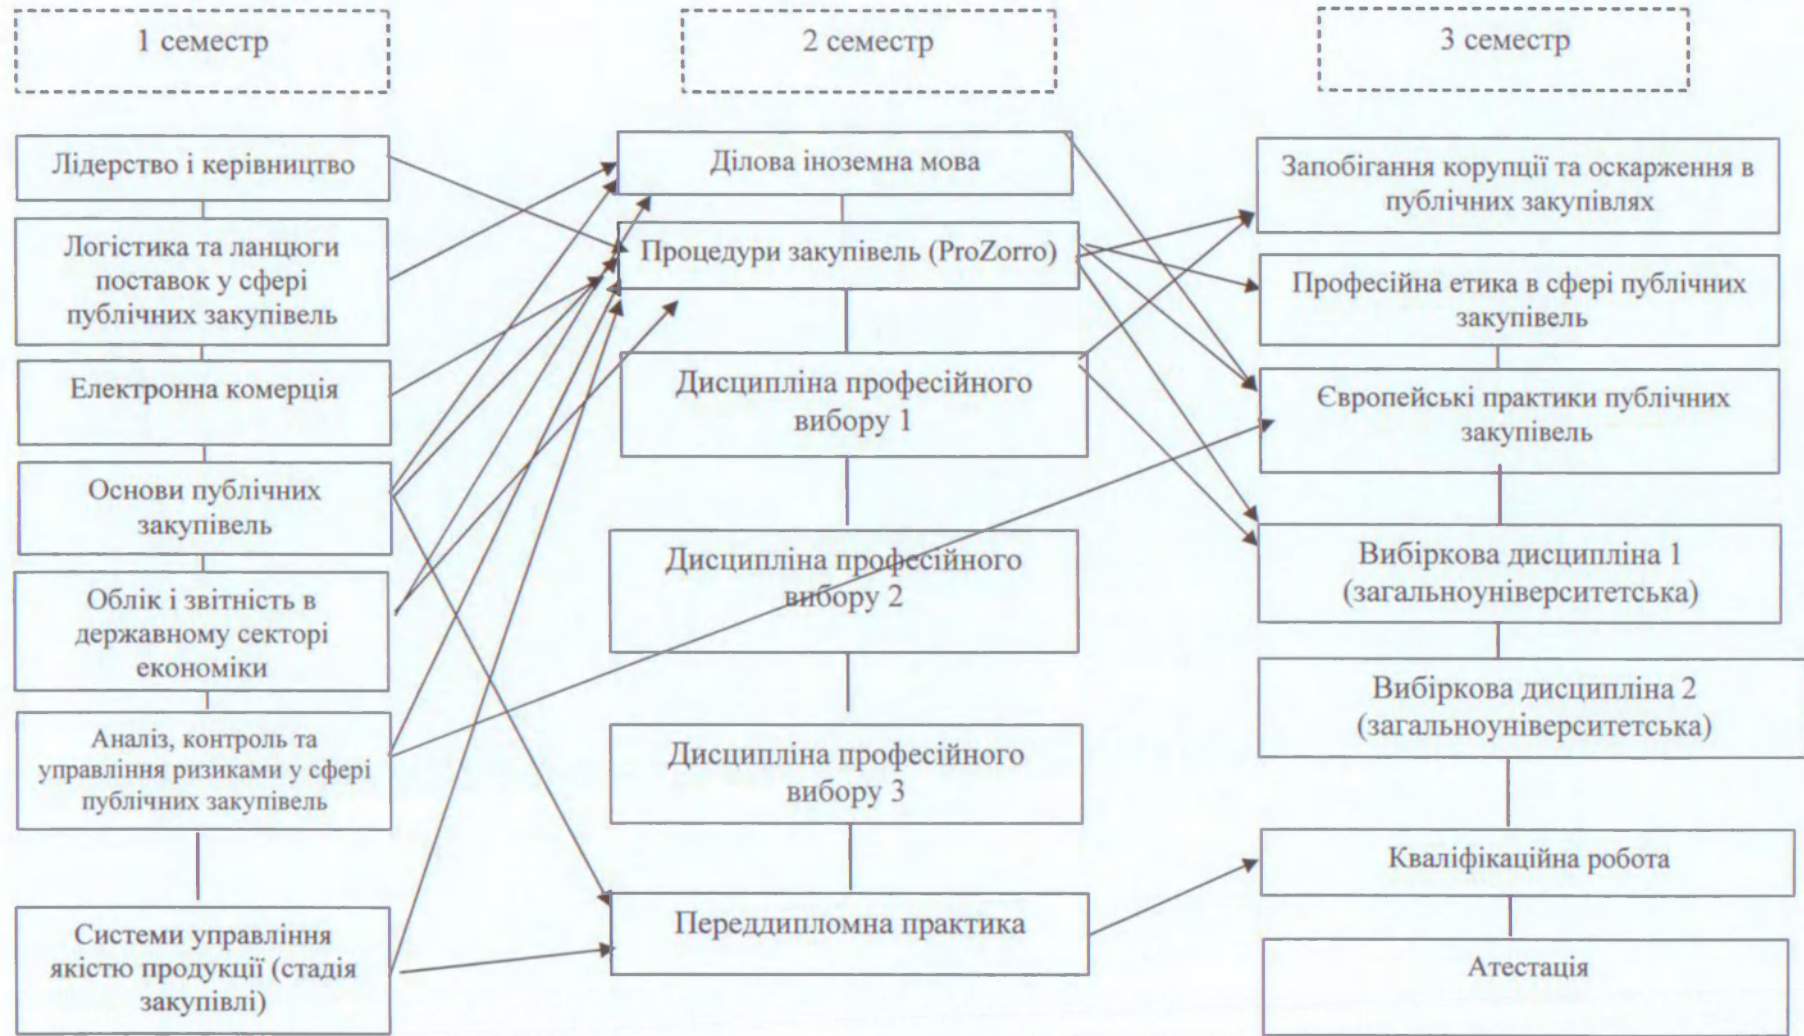 1 семестр
2 семестр
3 семестр
Лідерство і керівництво
Логістика та ланцюги
поставок у сфері
публічних закупівель
Електронна комерція
Основи публічних
закупівель
Облік і звітність в
державному секторі
економіки
Аналіз, контроль та
управління ризиками у сфері
публічних закупівель
Системи управління
якістю продукції (стадія
закупівлі)
Ділова іноземна мова
Процедури закупівель (ProZorro)
Дисципліна професійного
вибору 1
Дисципліна професійного
вибору 2
Дисципліна професійного
вибору 3
Переддипломна практика
Запобігання корупції та оскарження в
публічних закупівлях
Професійна етика в сфері публічних
закупівель
Європейські практики публічних
закупівель
Вибіркова дисципліна 1
(загальноуніверситетська)
Вибіркова дисципліна 2
(загальноуніверситетська)
Кваліфікаційна робота
Атестація